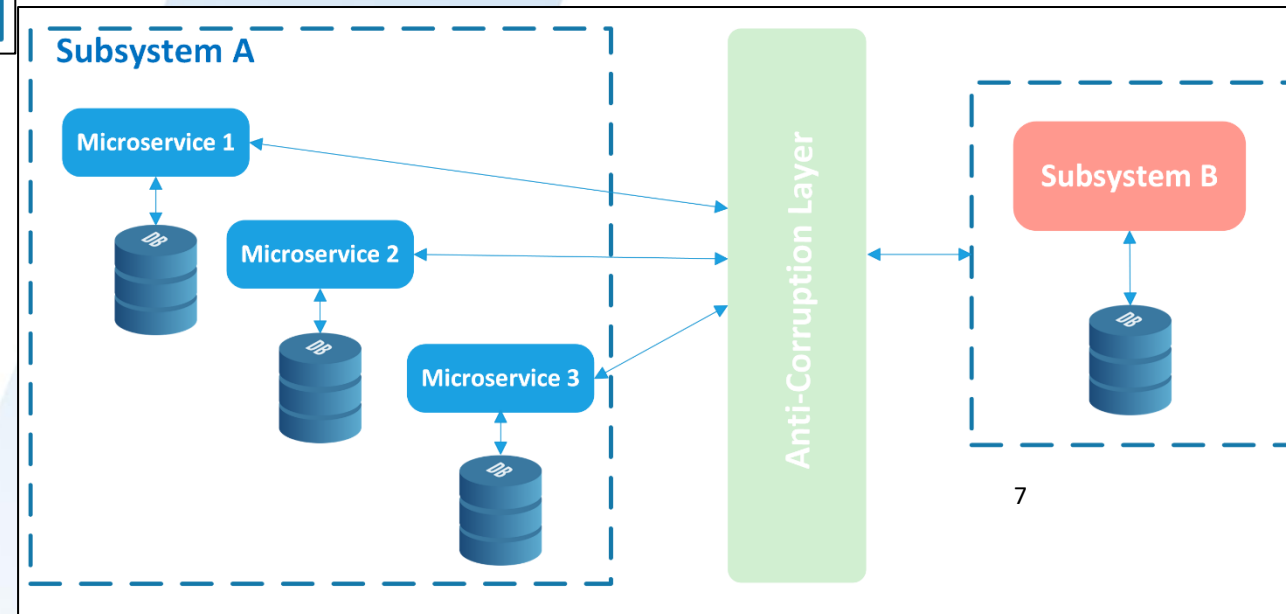 Subsystem A
Microservice 1
DB
Microservice 2
DB
Microservice 3
DB
Anti-Corruption Layer
Subsystem B
DB
7